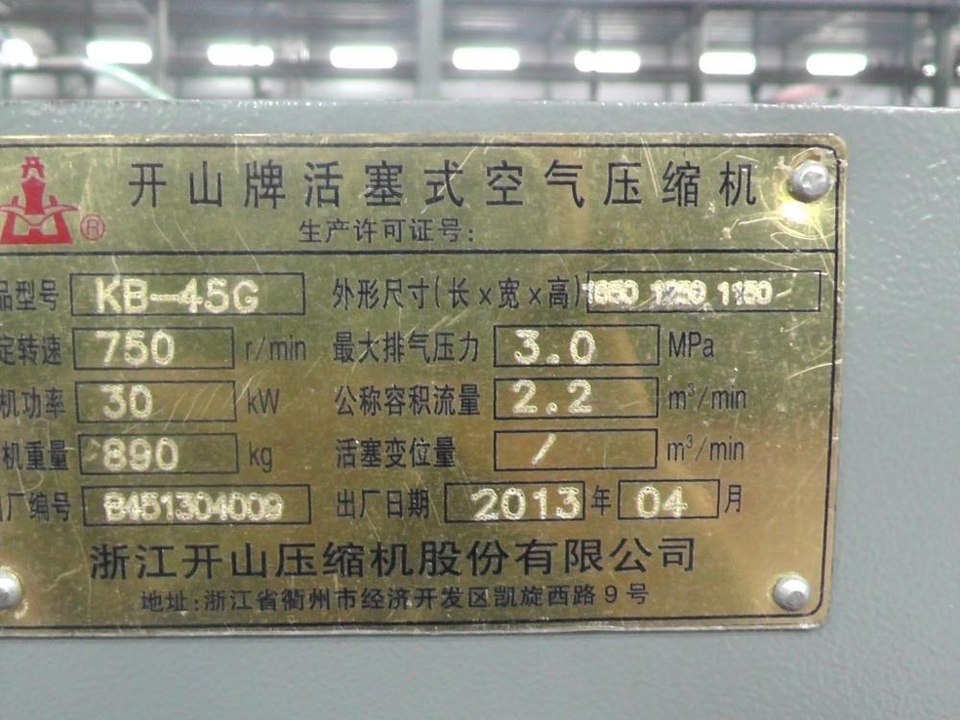 开山牌活塞式空气压缩机
®
生产许可证号:
品型号 KB-45G 外形尺寸(长×宽×高) 1250 1150
定转速 750 r/min 最大排气压力 3.0 MPa
机功率 30 kW 公称容积流量 2.2 m³/min
机重量 890 kg 活塞变位量 / m³/min
厂编号 B451304009 出厂日期 2013 年 04 月
浙江开山压缩机股份有限公司
地址:浙江省衢州市经济开发区凯旋西路9号